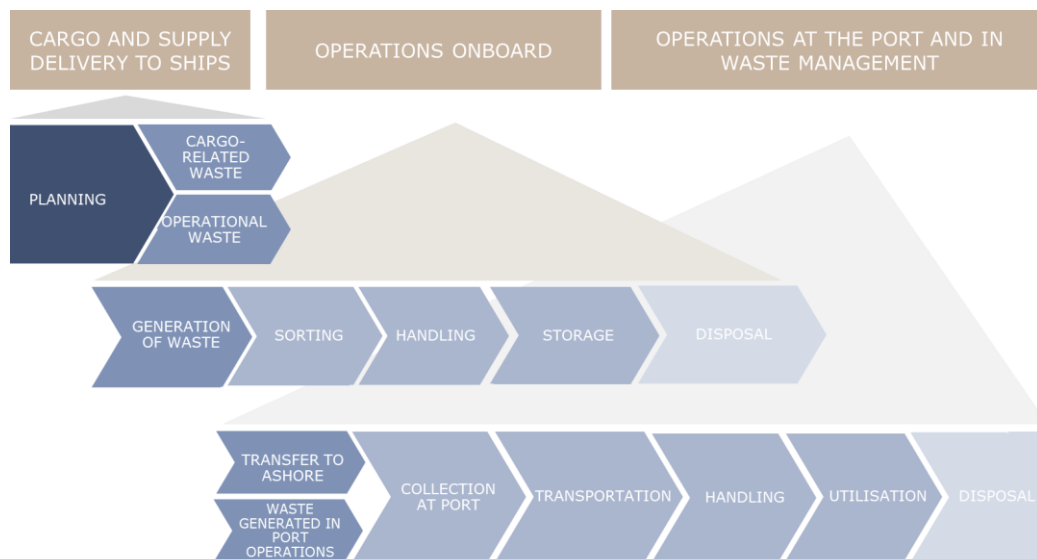 CARGO AND SUPPLY
DELIVERY TO SHIPS
OPERATIONS ONBOARD
OPERATIONS AT THE PORT AND IN
WASTE MANAGEMENT
PLANNING
CARGO-
RELATED
WASTE
OPERATIONAL
WASTE
GENERATION
OF WASTE
SORTING
HANDLING
STORAGE
DISPOSAL
TRANSFER TO
ASHORE
WASTE
GENERATED IN
PORT
OPERATIONS
COLLECTION
AT PORT
TRANSPORTATION
HANDLING
UTILISATION
DISPOSAL